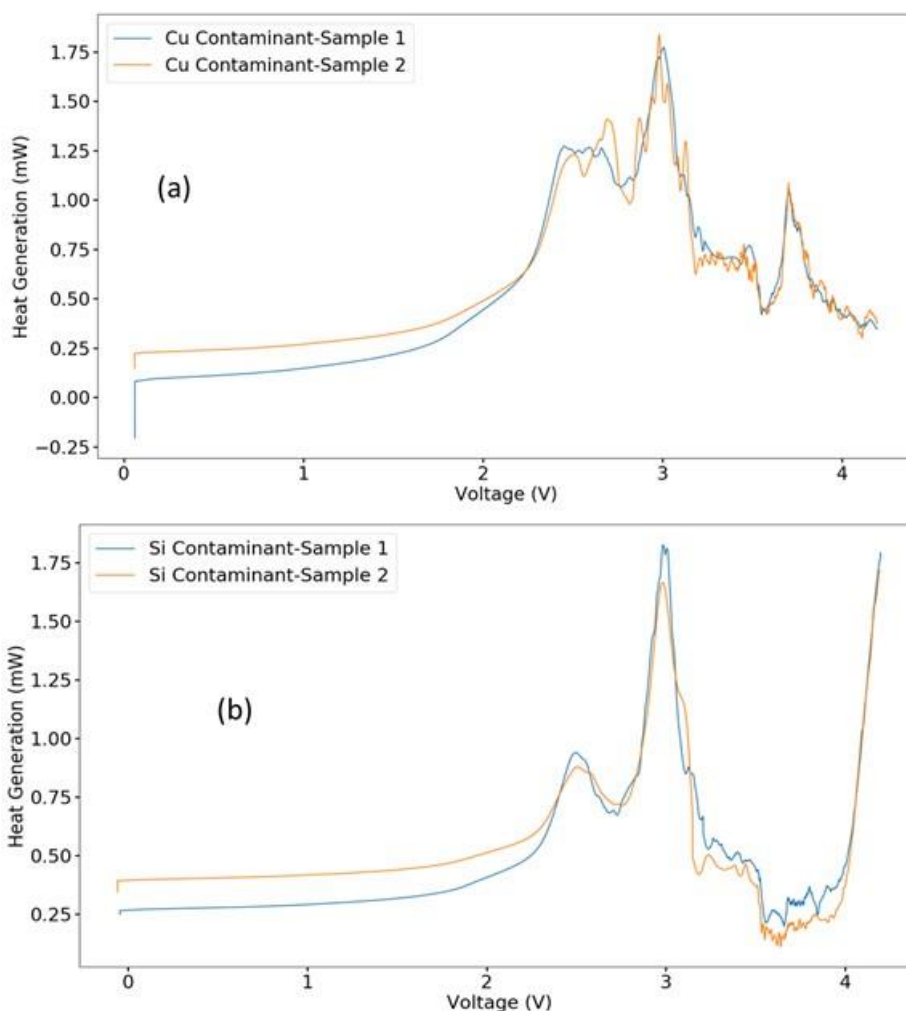 Cu Contaminant-Sample 1
Cu Contaminant-Sample 2
1.75
1.50
1.25
1.00
0.75
0.50
0.25
0.00
−0.25
Heat Generation (mW)
(a)
0 1 2 3 4
Voltage (V)
Si Contaminant-Sample 1
Si Contaminant-Sample 2
1.75
1.50
1.25
1.00
0.75
0.50
0.25
Heat Generation (mW)
(b)
0 1 2 3 4
Voltage (V)